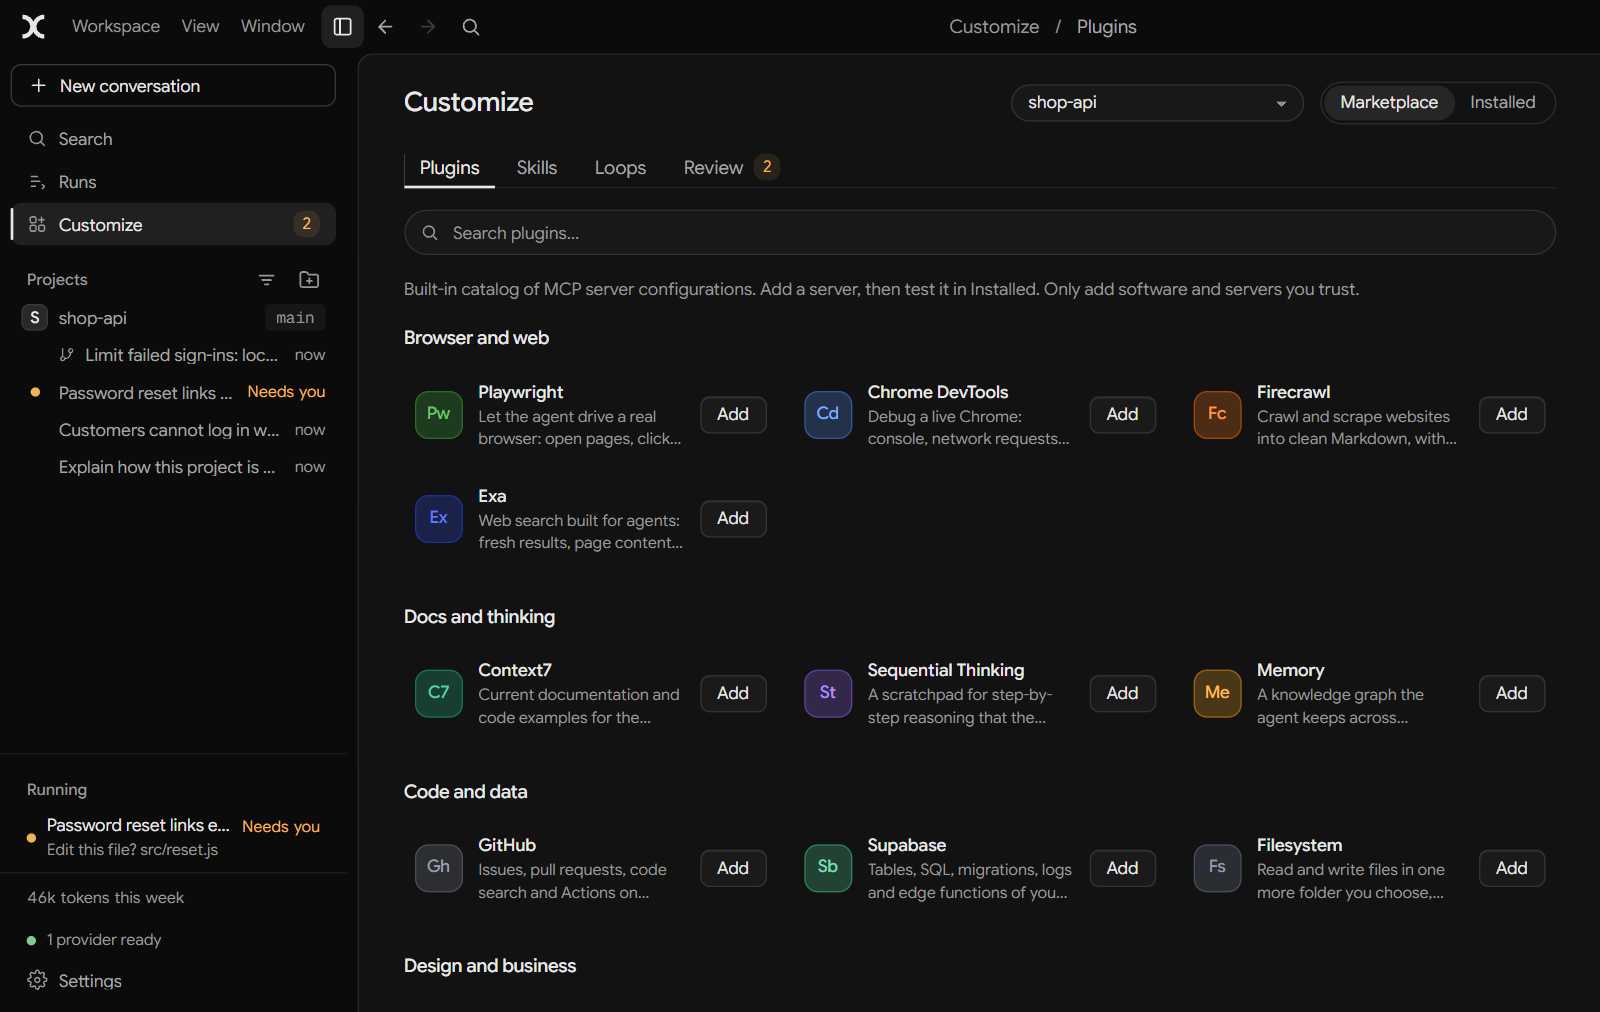 Workspace View Window
Customize / Plugins
New conversation
Search
Runs
Customize 2
Projects
S shop-api main
Limit failed sign-ins: loc... now
Password reset links ... Needs you
Customers cannot log in w... now
Explain how this project is ... now
Running
Password reset links e... Needs you
Edit this file? src/reset.js
46k tokens this week
1 provider ready
Settings
Customize
shop-api
Marketplace Installed
Plugins Skills Loops Review 2
Search plugins...
Built-in catalog of MCP server configurations. Add a server, then test it in Installed. Only add software and servers you trust.
Browser and web
Pw
Playwright
Let the agent drive a real
browser: open pages, click...
Add
Cd
Chrome DevTools
Debug a live Chrome:
console, network requests...
Add
Fc
Firecrawl
Crawl and scrape websites
into clean Markdown, with...
Add
Ex
Exa
Web search built for agents:
fresh results, page content...
Add
Docs and thinking
C7
Context7
Current documentation and
code examples for the...
Add
St
Sequential Thinking
A scratchpad for step-by-
step reasoning that the...
Add
Me
Memory
A knowledge graph the
agent keeps across...
Add
Code and data
Gh
GitHub
Issues, pull requests, code
search and Actions on...
Add
Sb
Supabase
Tables, SQL, migrations, logs
and edge functions of you...
Add
Fs
Filesystem
Read and write files in one
more folder you choose,...
Add
Design and business